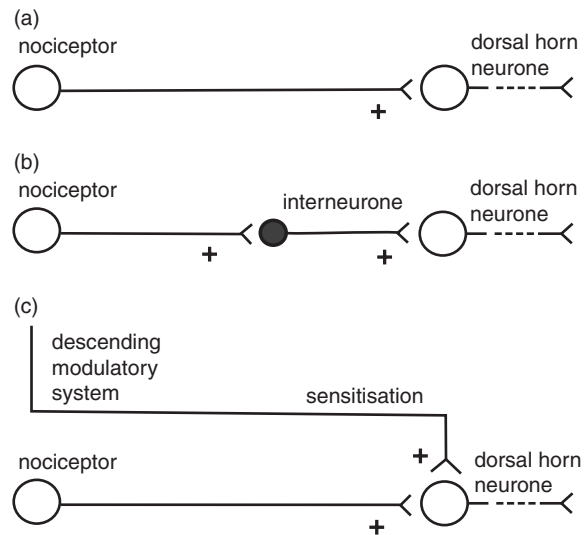 (a)
nociceptor
dorsal horn
neurone
+
(b)
nociceptor
interneurone
dorsal horn
neurone
+
+
(c)
descending
modulatory
system
sensitisation
+
nociceptor
dorsal horn
neurone
+